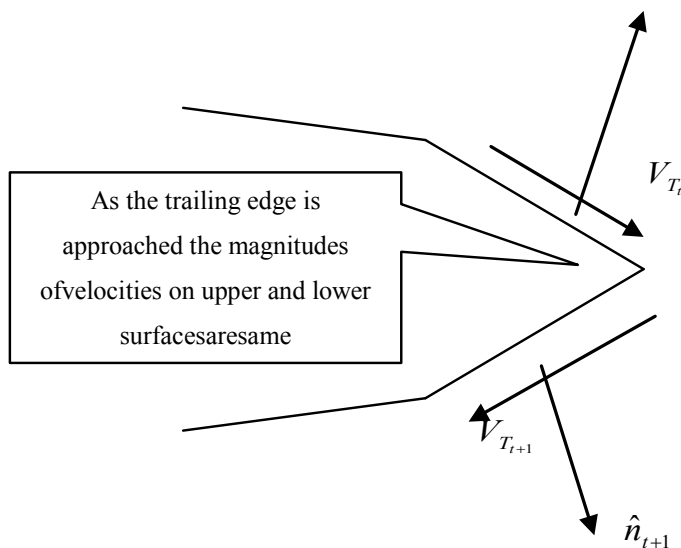 As the trailing edge is
approached the magnitudes
ofvelocities on upper and lower
surfacesaresame
V_{T_t}
V_{T_{t+1}}
n̂_{t+1}